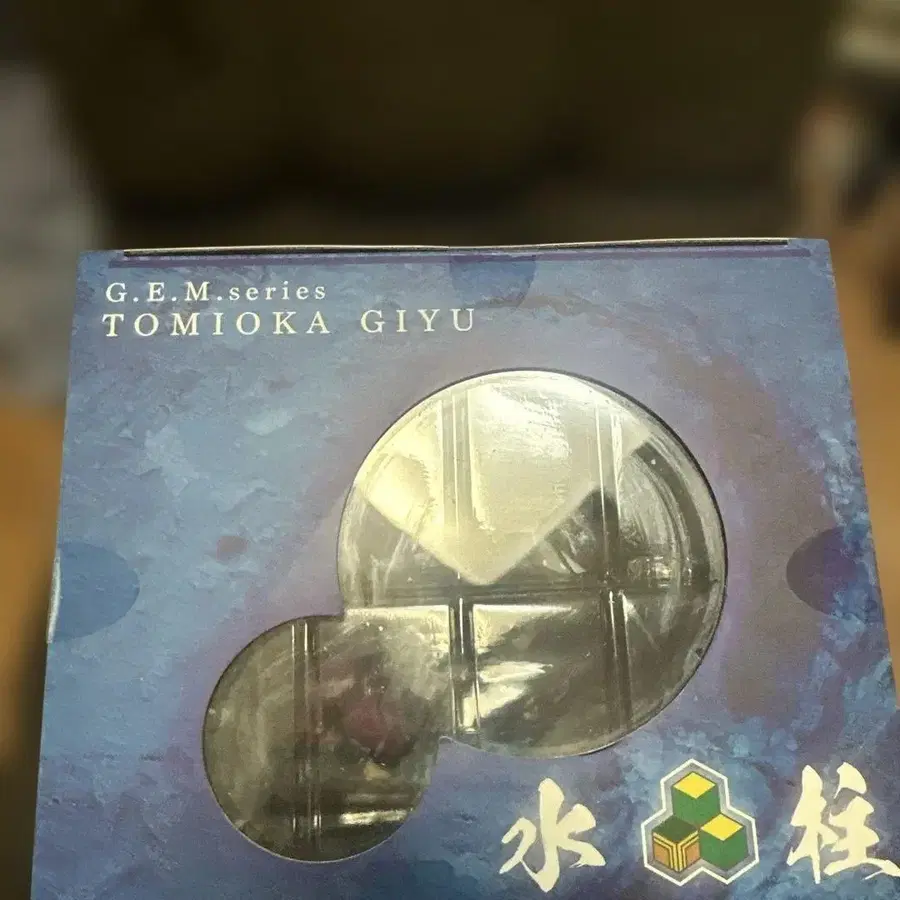 G.E.M.series
TOMIOKA GIYU
水 柱